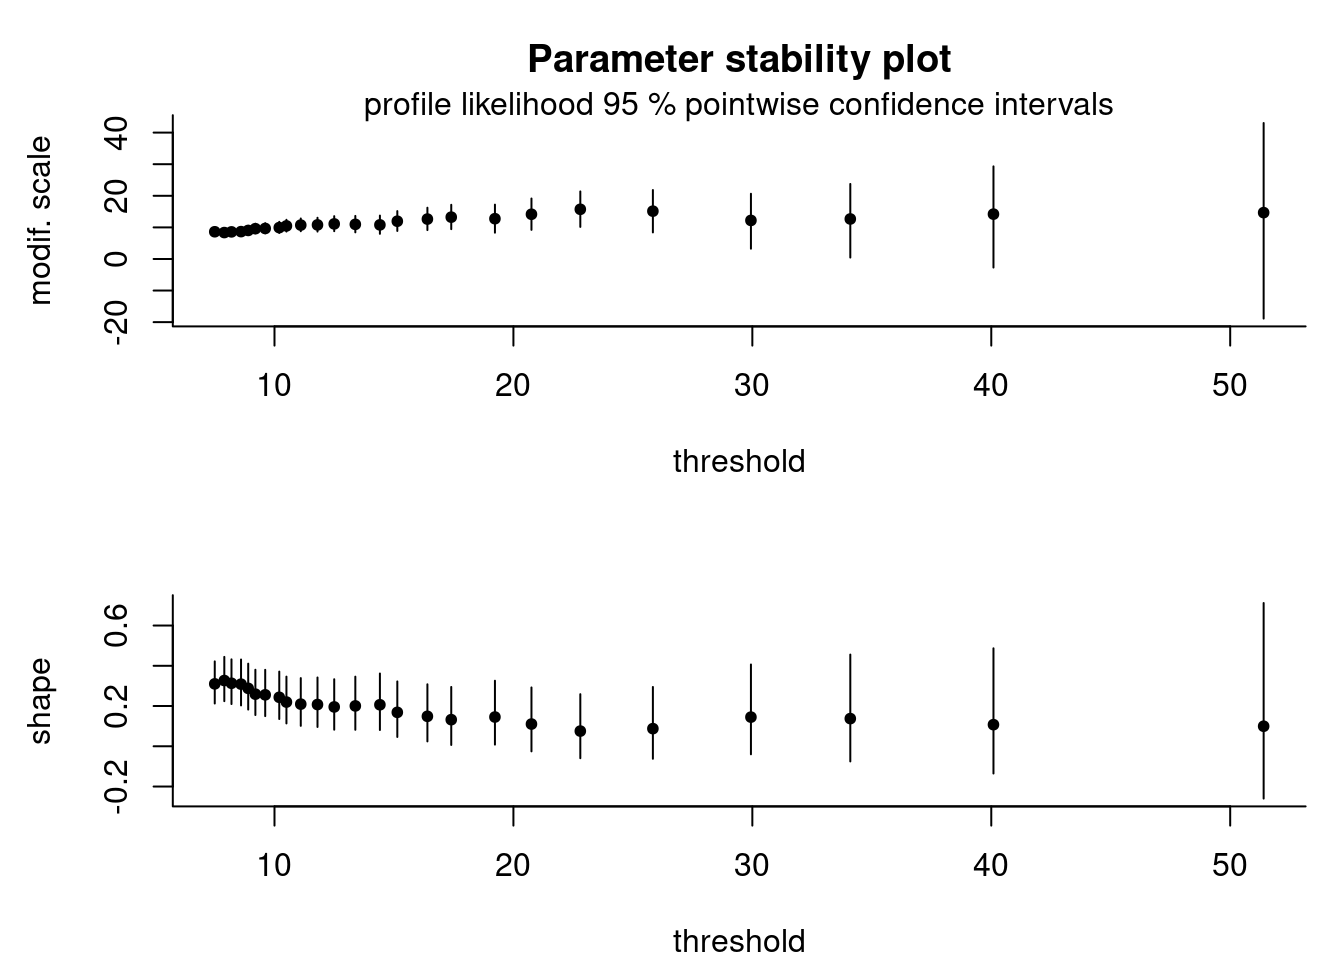 Parameter stability plot
profile likelihood 95 % pointwise confidence intervals
modif. scale
40
20
0
-20
10 20 30 40 50
threshold
shape
0.6
0.2
-0.2
10 20 30 40 50
threshold